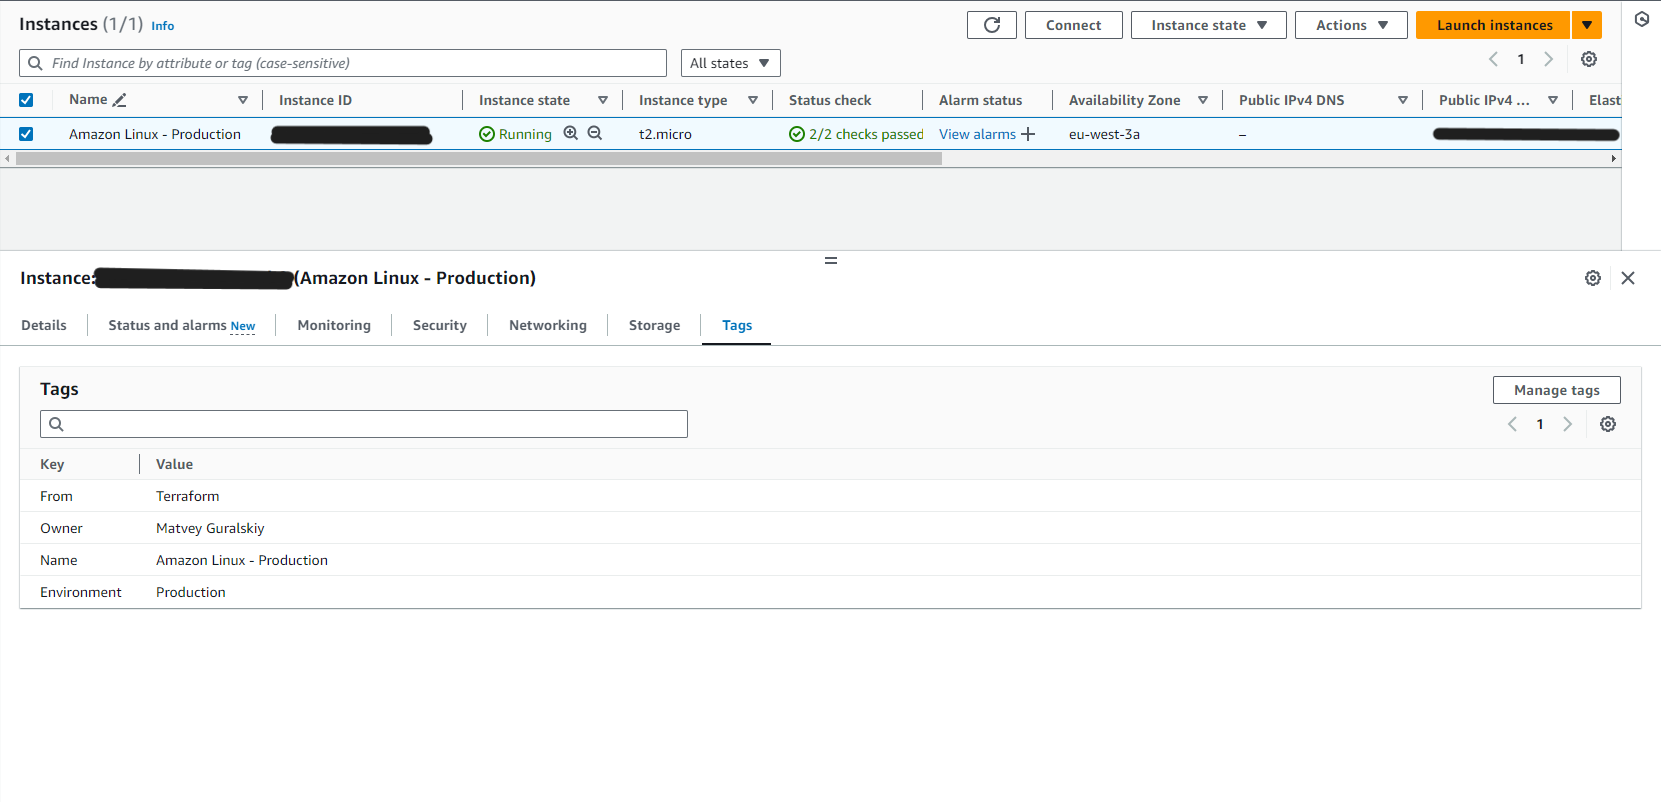 Instances (1/1) Info Connect Instance state Actions Launch instances
Find Instance by attribute or tag (case-sensitive) All states 1
Name Instance ID Instance state Instance type Status check Alarm status Availability Zone Public IPv4 DNS Public IPv4 ... Elast
Amazon Linux - Production Running t2.micro 2/2 checks passed View alarms eu-west-3a –
Instance: (Amazon Linux - Production)
Details Status and alarms New Monitoring Security Networking Storage Tags
Tags Manage tags
1
Key Value
From Terraform
Owner Matvey Guralskiy
Name Amazon Linux - Production
Environment Production